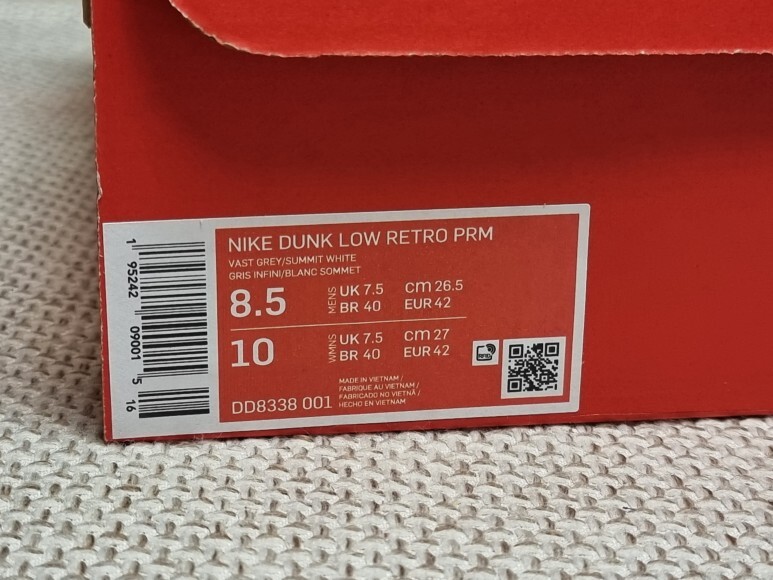 NIKE DUNK LOW RETRO PRM
VAST GREY/SUMMIT WHITE
GRIS INFINI/BLANC SOMMET
8.5 MENS UK 7.5 CM 26.5
BR 40 EUR 42
10 WMNS UK 7.5 CM 27
BR 40 EUR 42
RFID
DD8338 001
MADE IN VIETNAM /
FABRIQUE AU VIETNAM /
FABRICADO NO VIETNÃ /
HECHO EN VIETNAM
1 95242 09001 5 16